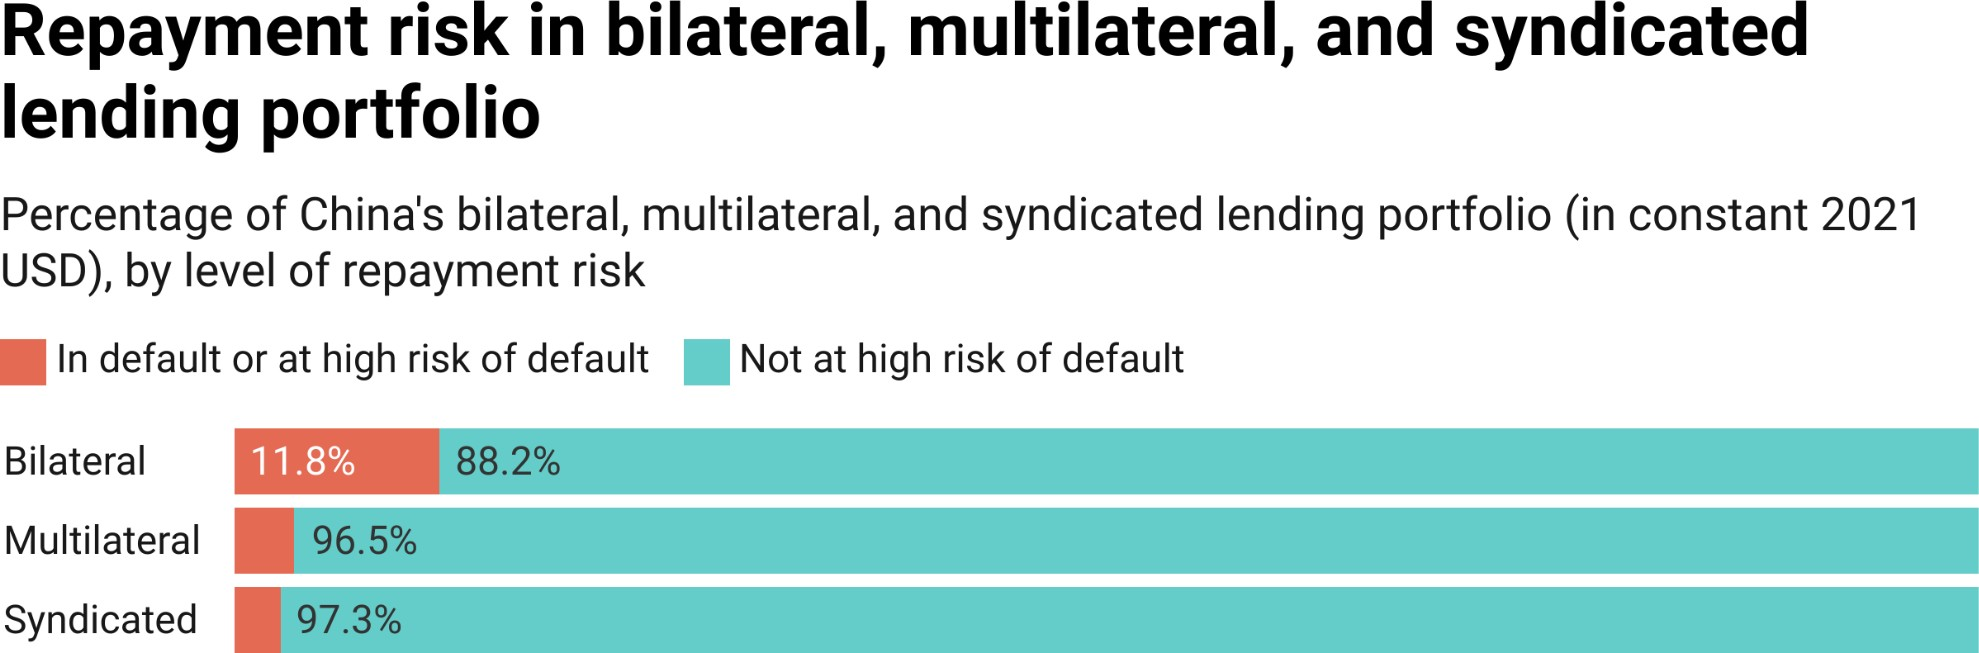 Repayment risk in bilateral, multilateral, and syndicated
lending portfolio
Percentage of China's bilateral, multilateral, and syndicated lending portfolio (in constant 2021
USD), by level of repayment risk
In default or at high risk of default Not at high risk of default
Bilateral 11.8% 88.2%
Multilateral 96.5%
Syndicated 97.3%